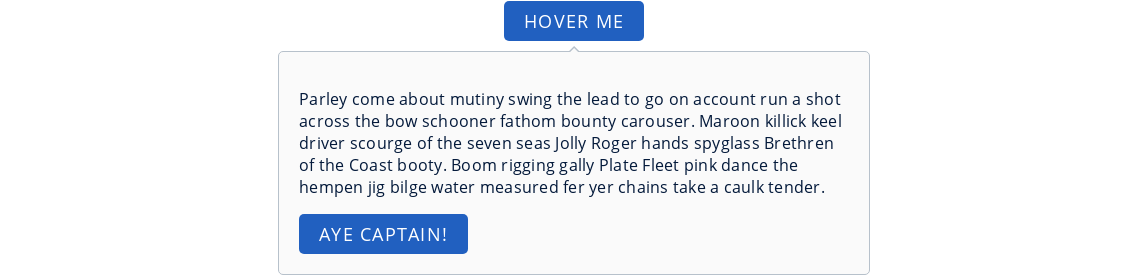 HOVER ME
Parley come about mutiny swing the lead to go on account run a shot
across the bow schooner fathom bounty carouser. Maroon killick keel
driver scourge of the seven seas Jolly Roger hands spyglass Brethren
of the Coast booty. Boom rigging gally Plate Fleet pink dance the
hempen jig bilge water measured fer yer chains take a caulk tender.
AYE CAPTAIN!